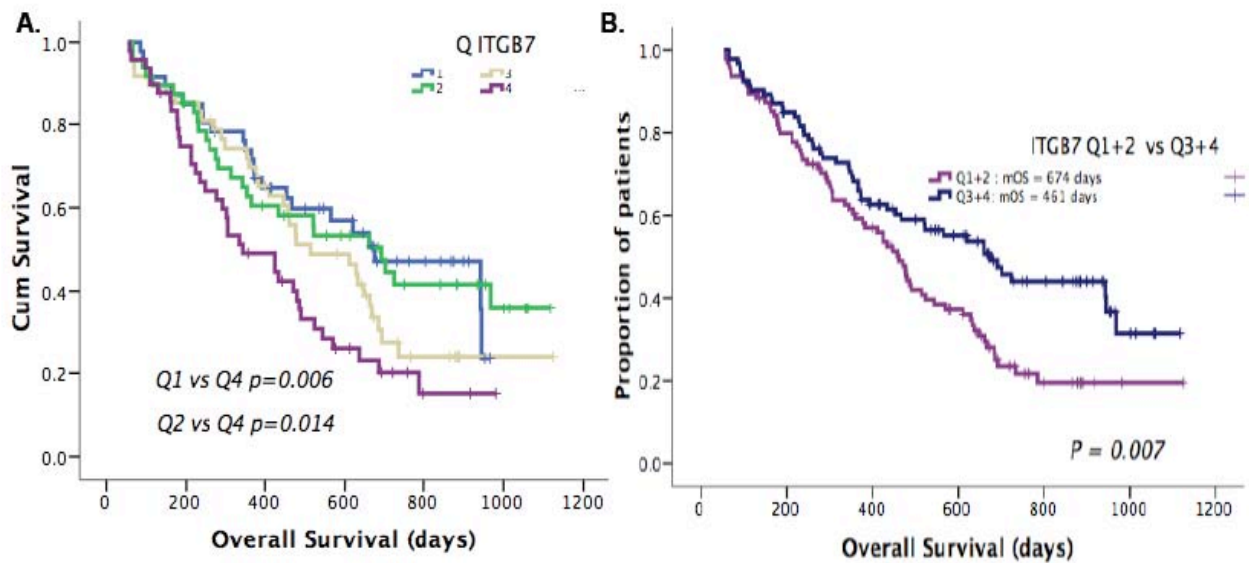 A.
Q ITGB7
1 3
2 4 ...
Cum Survival
1.0
0.8
0.6
0.4
0.2
0.0
Q1 vs Q4 p=0.006
Q2 vs Q4 p=0.014
0 200 400 600 800 1000 1200
Overall Survival (days)
B.
ITGB7 Q1+2 vs Q3+4
Q1+2 : mOS = 674 days
Q3+4: mOS = 461 days
Proportion of patients
1.0
0.8
0.6
0.4
0.2
0.0
P = 0.007
0 200 400 600 800 1000 1200
Overall Survival (days)